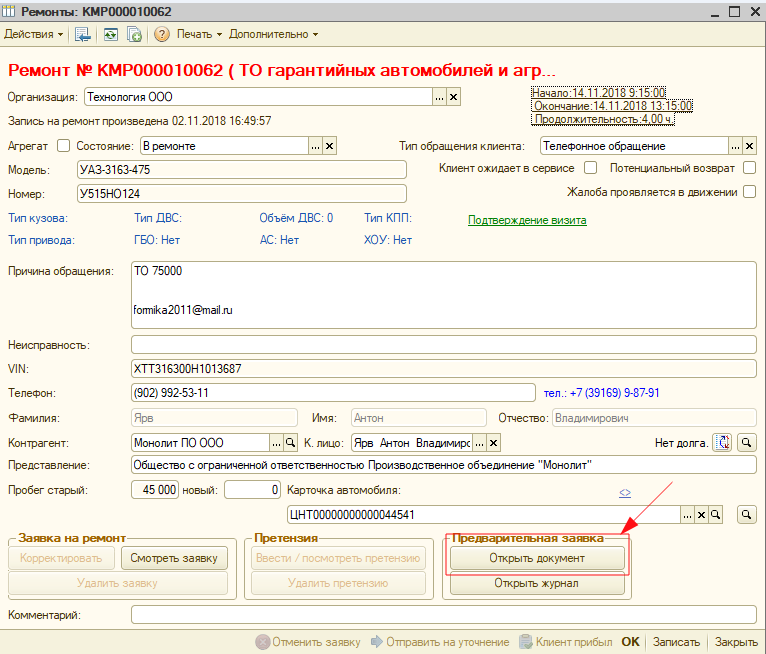 Ремонты: КМР000010062
Действия Печать Дополнительно
Ремонт № КМР000010062 ( ТО гарантийных автомобилей и агр...
Организация: Технология ООО ... Начало:14.11.2018 9:15:00
Окончание:14.11.2018 13:15:00
Запись на ремонт произведена 02.11.2018 16:49:57 Продолжительность:4,00 ч.
Агрегат Состояние: В ремонте ... Тип обращения клиента: Телефонное обращение ...
Модель: УАЗ-3163-475 Клиент ожидает в сервисе Потенциальный возврат
Номер: У515НО124 Жалоба проявляется в движении
Тип кузова: Тип ДВС: Объём ДВС: 0 Тип КПП: Подтверждение визита
Тип привода: ГБО: Нет АС: Нет ХОУ: Нет
Причина обращения: ТО 75000
formika2011@mail.ru
Неисправность:
VIN: XTT316300H1013687
Телефон: (902) 992-53-11 тел.: +7 (39169) 9-87-91
Фамилия: Ярв Имя: Антон Отчество: Владимирович
Контрагент: Монолит ПО ООО ... К. лицо: Ярв Антон Владимирс ... Нет долга.
Представление: Общество с ограниченной ответственностью Производственное объединение "Монолит"
Пробег старый: 45 000 новый: 0 Карточка автомобиля: <>
ЦНТ00000000000044541 ...
Заявка на ремонт Претензия Предварительная заявка
Корректировать Смотреть заявку Ввести / посмотреть претензию Открыть документ
Удалить заявку Удалить претензию Открыть журнал
Комментарий:
Отменить заявку Отправить на уточнение Клиент прибыл OK Записать Закрыть